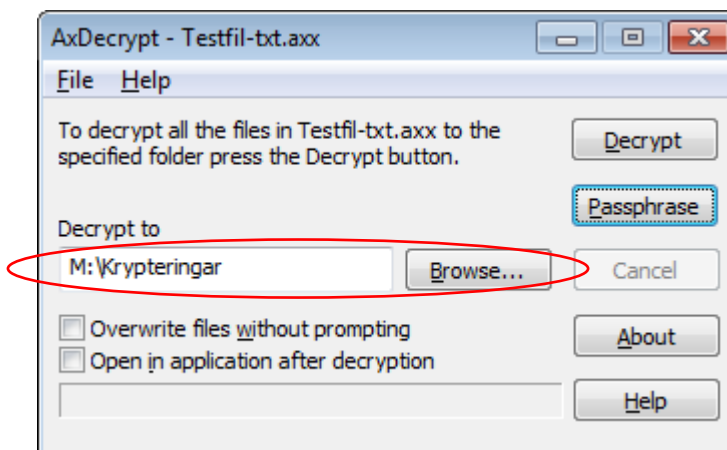 AxDecrypt - Testfil-txt.axx
File Help
To decrypt all the files in Testfil-txt.axx to the
specified folder press the Decrypt button.
Decrypt
Passphrase
Decrypt to
M:\Krypteringar
Browse...
Cancel
Overwrite files without prompting
Open in application after decryption
About
Help